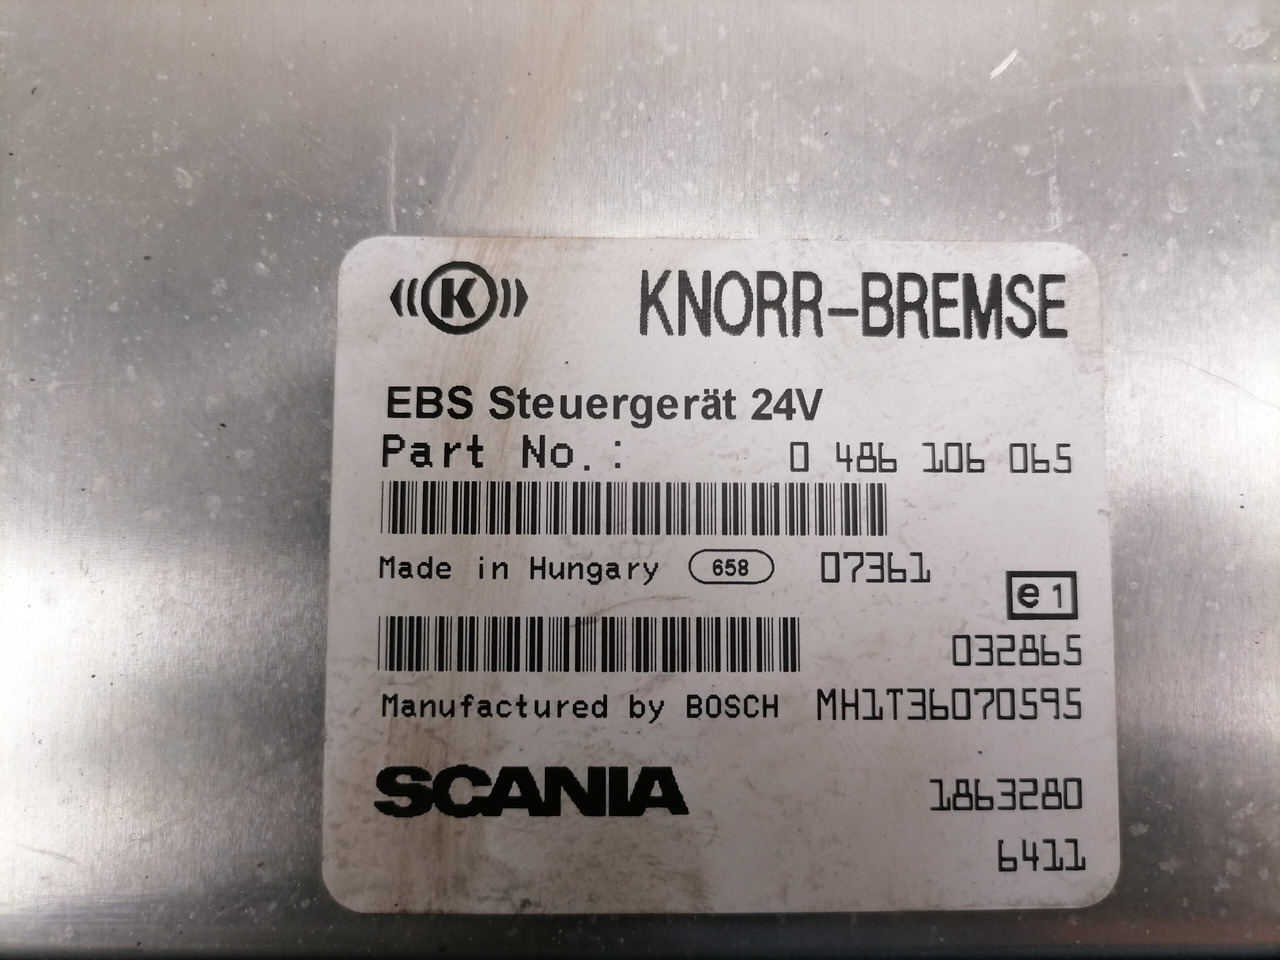 K KNORR-BREMSE
EBS Steuergerät 24V
Part No.: 0 486 106 065
Made in Hungary 658 07361
e1
032865
Manufactured by BOSCH MH1T36070595
SCANIA 1863280
6411